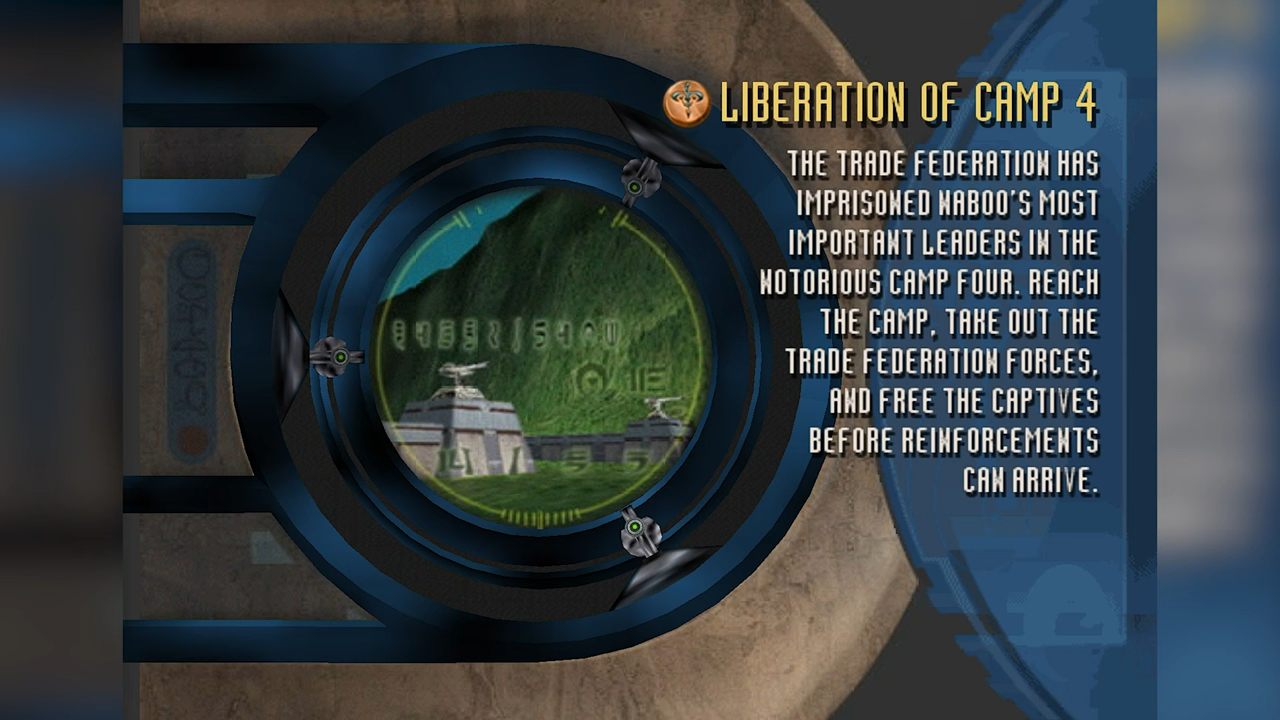 LIBERATION OF CAMP 4
THE TRADE FEDERATION HAS
IMPRISONED NABOO'S MOST
IMPORTANT LEADERS IN THE
NOTORIOUS CAMP FOUR. REACH
THE CAMP, TAKE OUT THE
TRADE FEDERATION FORCES,
AND FREE THE CAPTIVES
BEFORE REINFORCEMENTS
CAN ARRIVE.